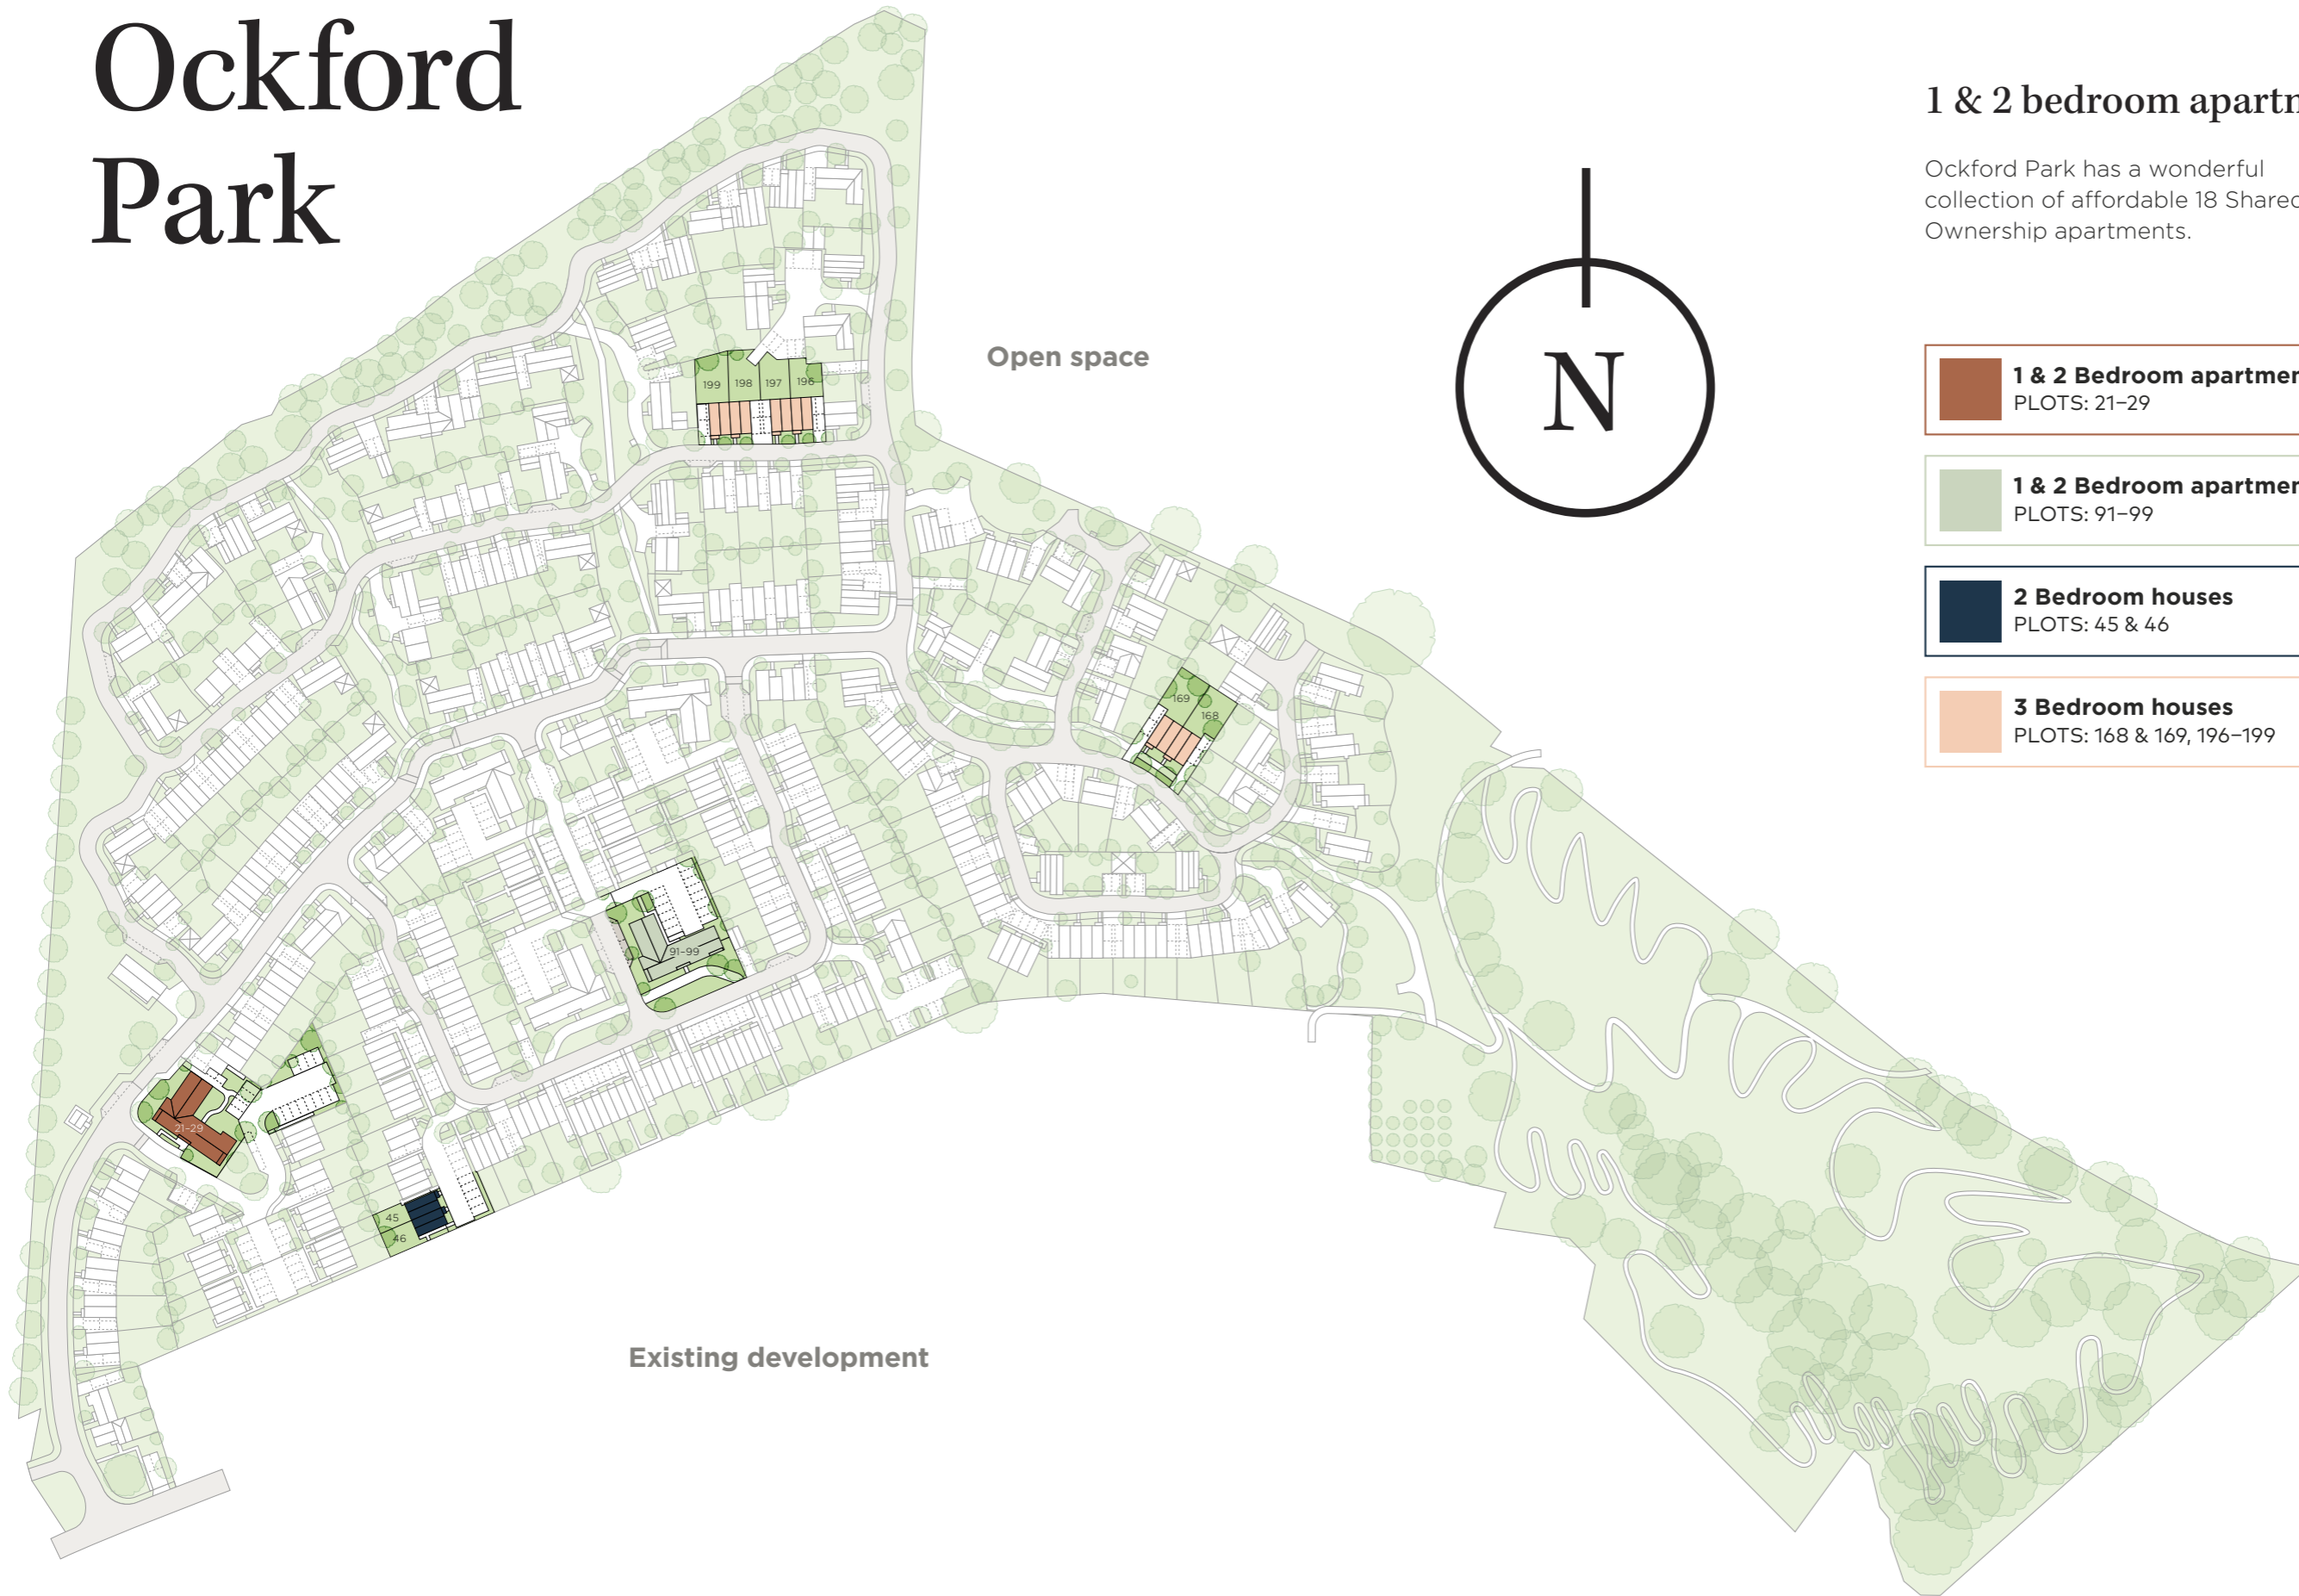 Ockford
Park
1 & 2 bedroom apartm
Ockford Park has a wonderful
collection of affordable 18 Shared
Ownership apartments.
Open space
N
1 & 2 Bedroom apartmen
PLOTS: 21–29
1 & 2 Bedroom apartmen
PLOTS: 91–99
2 Bedroom houses
PLOTS: 45 & 46
3 Bedroom houses
PLOTS: 168 & 169, 196–199
199 198 197 196
169
168
91-99
21-29
45
46
Existing development